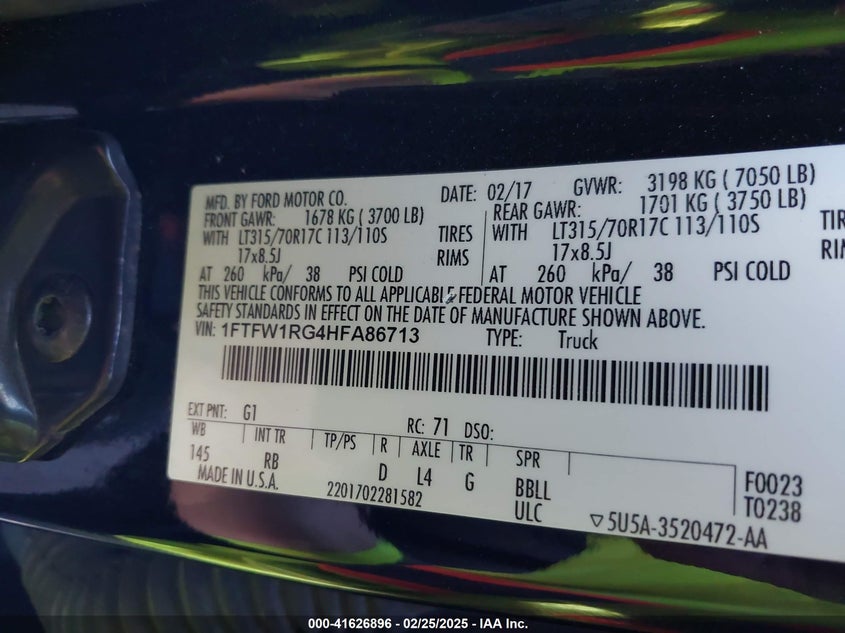 MFD. BY FORD MOTOR CO. DATE: 02/17 GVWR: 3198 KG ( 7050 LB)
FRONT GAWR: 1678 KG ( 3700 LB) REAR GAWR: 1701 KG ( 3750 LB)
WITH LT315/70R17C 113/110S TIRES WITH LT315/70R17C 113/110S TIRE
17x8.5J RIMS 17x8.5J RIMS
AT 260 kPa/ 38 PSI COLD AT 260 kPa/ 38 PSI COLD
THIS VEHICLE CONFORMS TO ALL APPLICABLE FEDERAL MOTOR VEHICLE
SAFETY STANDARDS IN EFFECT ON THE DATE OF MANUFACTURE SHOWN ABOVE.
VIN: 1FTFW1RG4HFA86713 TYPE: Truck
EXT PNT: G1 RC: 71 DSO:
WB INT TR TP/PS R AXLE TR SPR
145 RB D L4 G BBLL F0023
MADE IN U.S.A. 2201702281582 ULC T0238
▽5U5A-3520472-AA
000-41626896 - 02/25/2025 - IAA Inc.